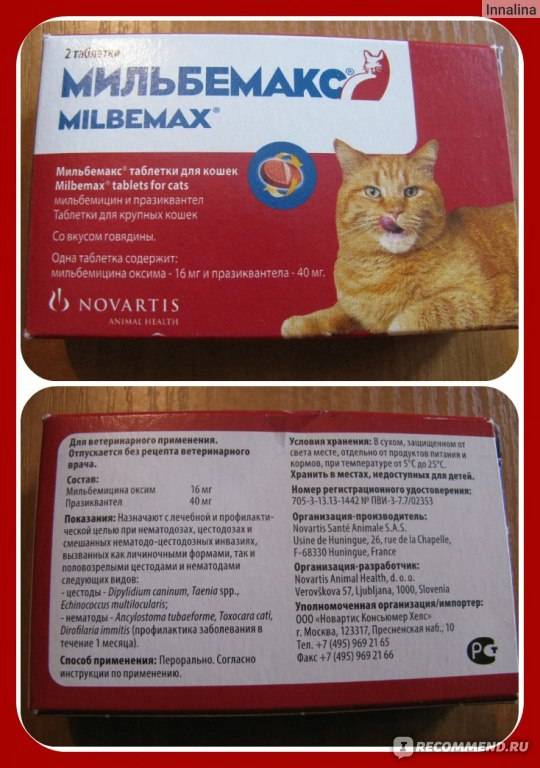 Innalina
2 таблетки
МИЛЬБЕМАКС®
MILBEMAX®
Мильбемакс® таблетки для кошек
Milbemax® tablets for cats
мильбемицин и празиквантел
Таблетки для крупных кошек
Со вкусом говядины.
Одна таблетка содержит:
мильбемицина оксима - 16 мг и празиквантела - 40 мг.
NOVARTIS
ANIMAL HEALTH
Для ветеринарного применения.
Отпускается без рецепта ветеринарного
врача.
Состав:
Мильбемицина оксим 16 мг
Празиквантел 40 мг
Показания: Назначают с лечебной и профилакти-
ческой целью при нематодозах, цестодозах и
смешанных нематодо-цестодозных инвазиях,
вызванных как личиночными формами, так и
половозрелыми цестодами и нематодами
следующих видов:
- цестоды - Dipylidium caninum, Taenia spp.,
Echinococcus multilocularis;
- нематоды - Ancylostoma tubaeforme, Toxocara cati,
Dirofilaria immitis (профилактика заболевания в
течение 1 месяца).
Способ применения: Перорально. Согласно
инструкции по применению.
Условия хранения: В сухом, защищенном от
света месте, отдельно от продуктов питания и
кормов, при температуре от 5°C до 25°C.
Хранить в местах, недоступных для детей.
Номер регистрационного удостоверения:
705-3-13.13-1442 № ПВИ-3-7.7/02353
Организация-производитель:
Novartis Santé Animale S.A.S.
Usine de Huningue, 26, rue de la Chapelle,
F-68330 Huningue, France
Организация-разработчик:
Novartis Animal Health, d. o. o.
Verovškova 57, Ljubljana, 1000, Slovenia
Уполномоченная организация/импортер:
ООО «Новартис Консьюмер Хелс»
г. Москва, 123317, Пресненская наб., 10
Тел. +7 (495) 969 21 65
Факс +7 (495) 969 21 66
РСТ
IRECOMMEND.RU